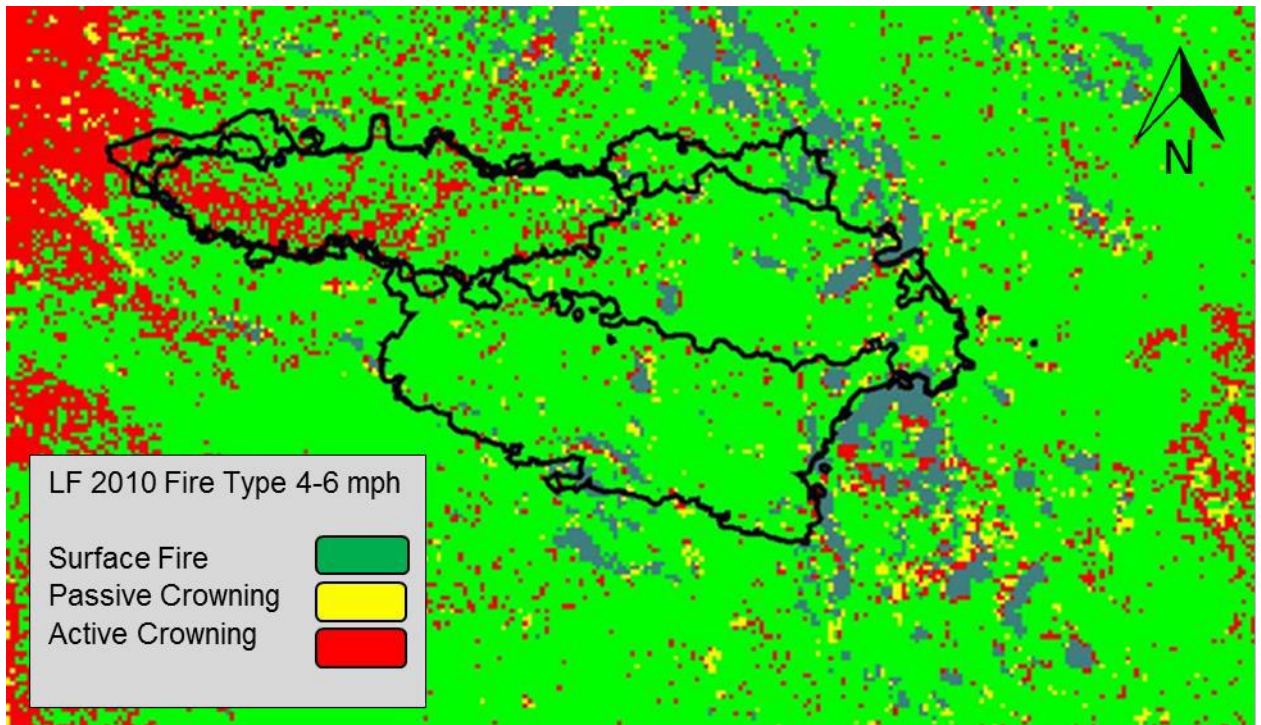 N
LF 2010 Fire Type 4-6 mph
Surface Fire
Passive Crowning
Active Crowning